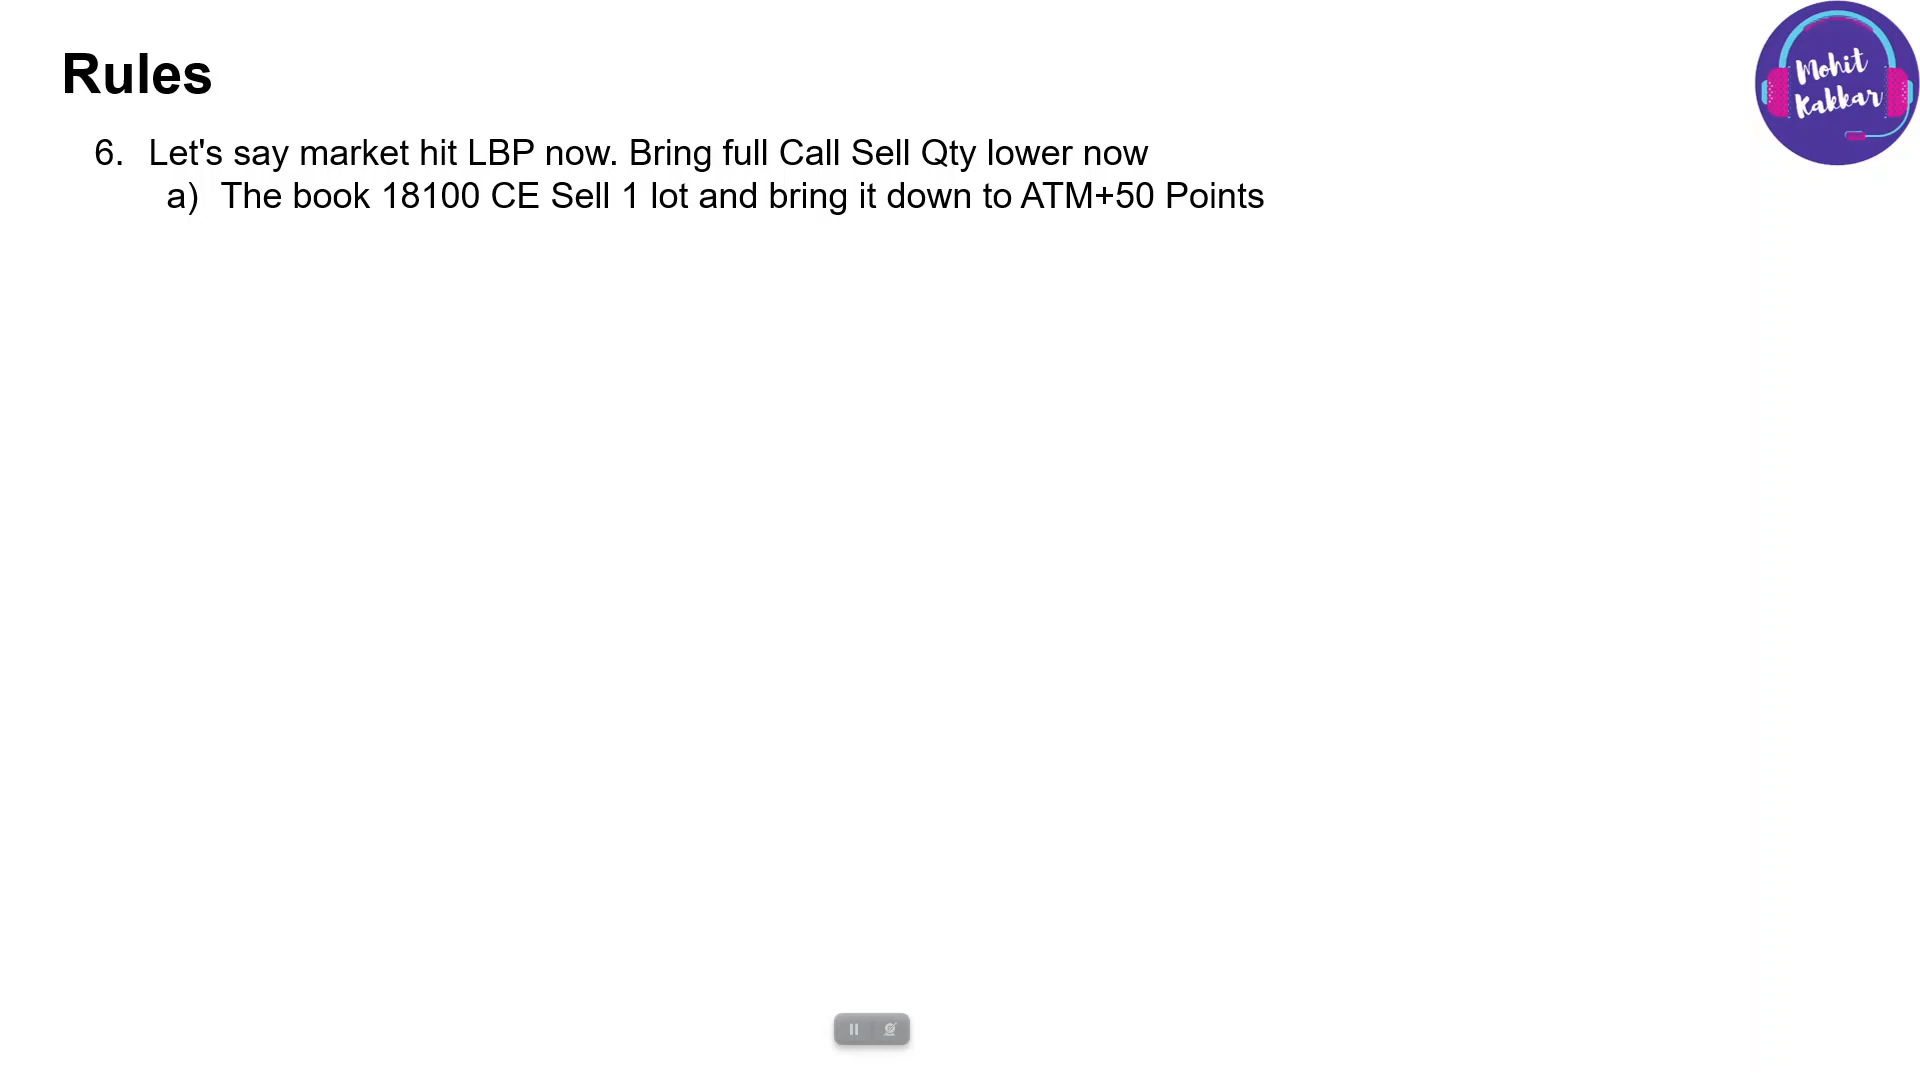 Rules
Mohit
Kakkar
6. Let's say market hit LBP now. Bring full Call Sell Qty lower now
a) The book 18100 CE Sell 1 lot and bring it down to ATM+50 Points